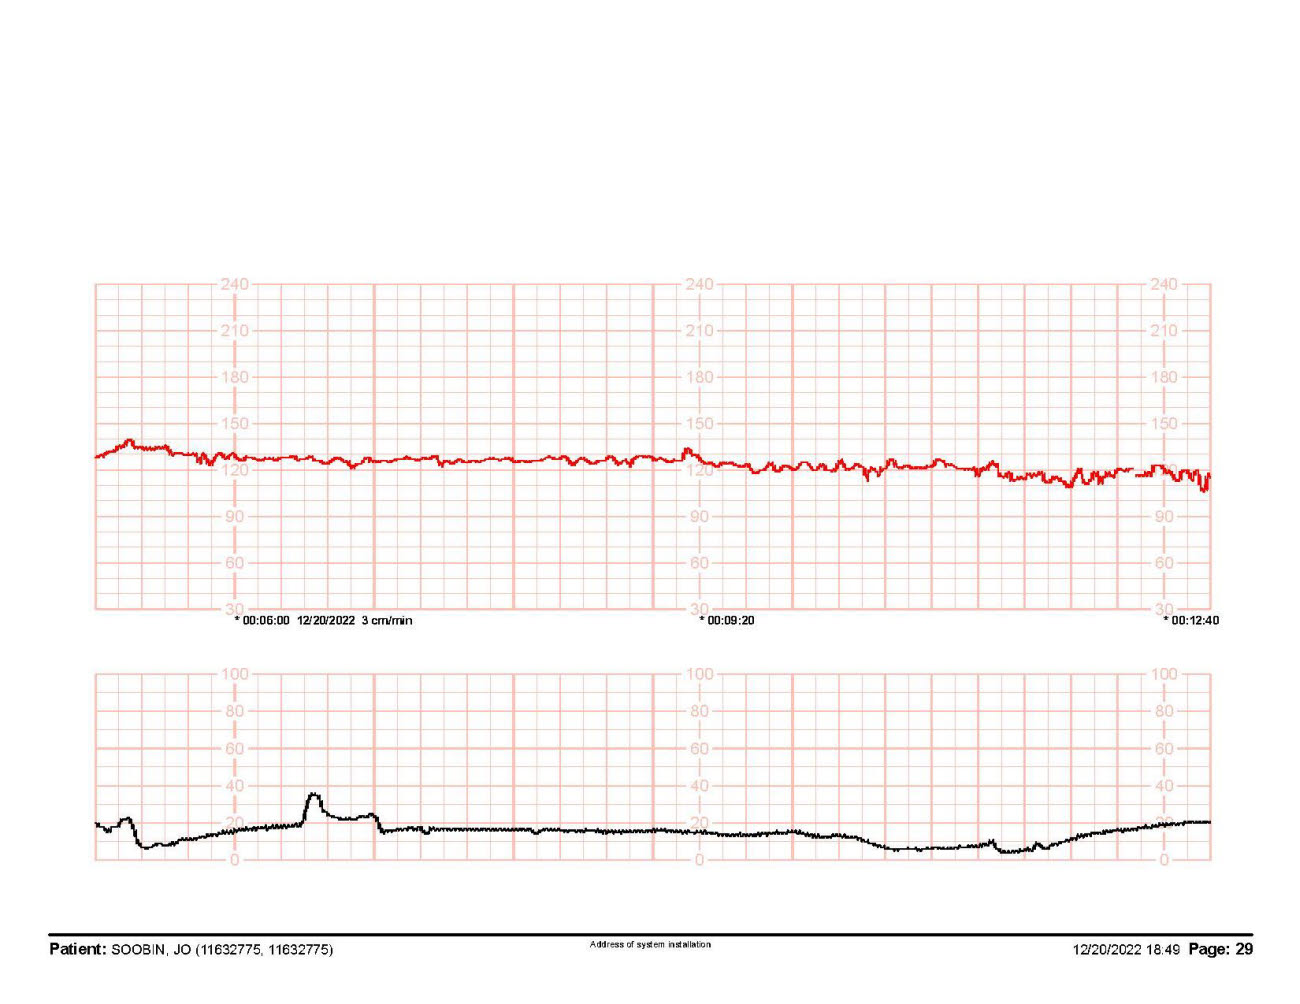 240 240 240
210 210 210
180 180 180
150 150 150
120 120 120
90 90 90
60 60 60
30 30 30
* 00:06:00 12/20/2022 3 cm/min * 00:09:20 * 00:12:40
100 100 100
80 80 80
60 60 60
40 40 40
20 20 20
0 0 0
Patient: SOOBIN, JO (11632775, 11632775) Address of system installation 12/20/2022 18:49 Page: 29